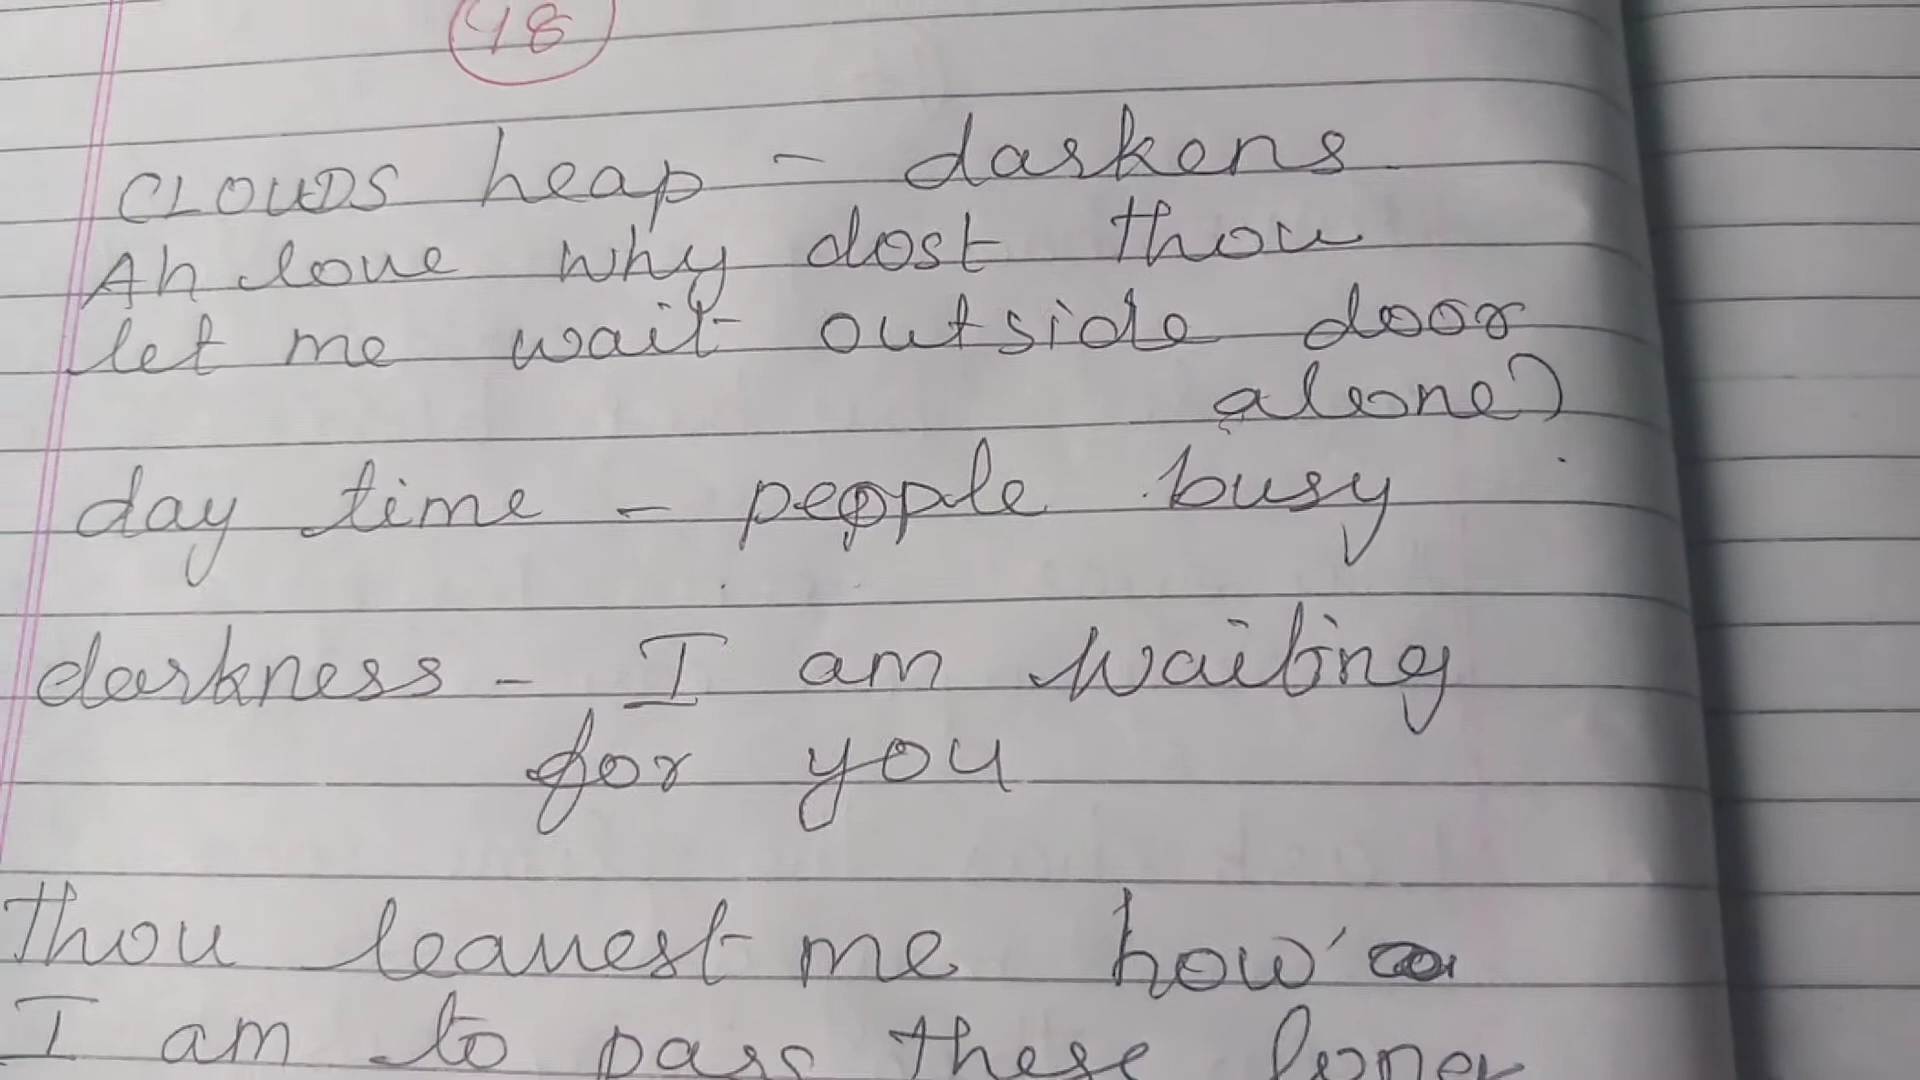 18
CLOUDS heap - darkens
Ah love why dost thou
let me wait outside door
alone?
day time - people busy
darkness - I am waiting
for you
Thou leavest me how
I am to pass these